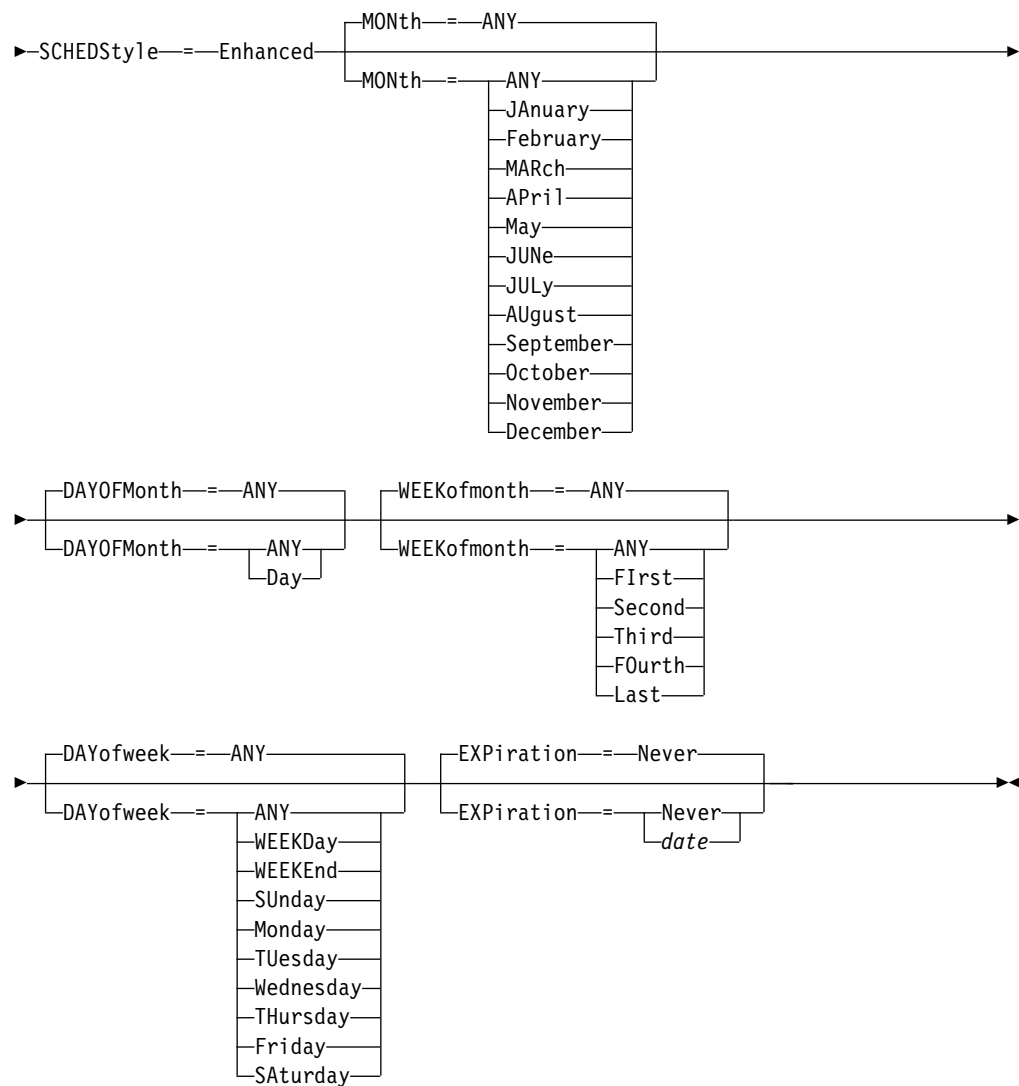 MONth = ANY
SCHEDStyle = Enhanced
MONth = ANY
JAnuary
February
MARch
APril
May
JUNe
JULy
AUgust
September
October
November
December
DAYOFMonth = ANY WEEKofmonth = ANY
DAYOFMonth = ANY WEEKofmonth = ANY
Day FIrst
Second
Third
FOurth
Last
DAYofweek = ANY EXPiration = Never
DAYofweek = ANY EXPiration = Never
WEEKDay date
WEEKEnd
SUnday
Monday
TUesday
Wednesday
THursday
Friday
SAturday